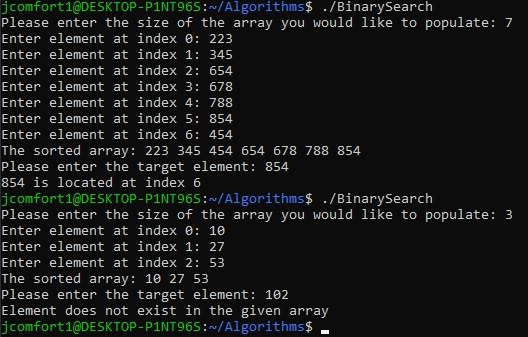 jcomfort1@DESKTOP-P1NT96S:~/Algorithms$ ./BinarySearch
Please enter the size of the array you would like to populate: 7
Enter element at index 0: 223
Enter element at index 1: 345
Enter element at index 2: 654
Enter element at index 3: 678
Enter element at index 4: 788
Enter element at index 5: 854
Enter element at index 6: 454
The sorted array: 223 345 454 654 678 788 854
Please enter the target element: 854
854 is located at index 6
jcomfort1@DESKTOP-P1NT96S:~/Algorithms$ ./BinarySearch
Please enter the size of the array you would like to populate: 3
Enter element at index 0: 10
Enter element at index 1: 27
Enter element at index 2: 53
The sorted array: 10 27 53
Please enter the target element: 102
Element does not exist in the given array
jcomfort1@DESKTOP-P1NT96S:~/Algorithms$